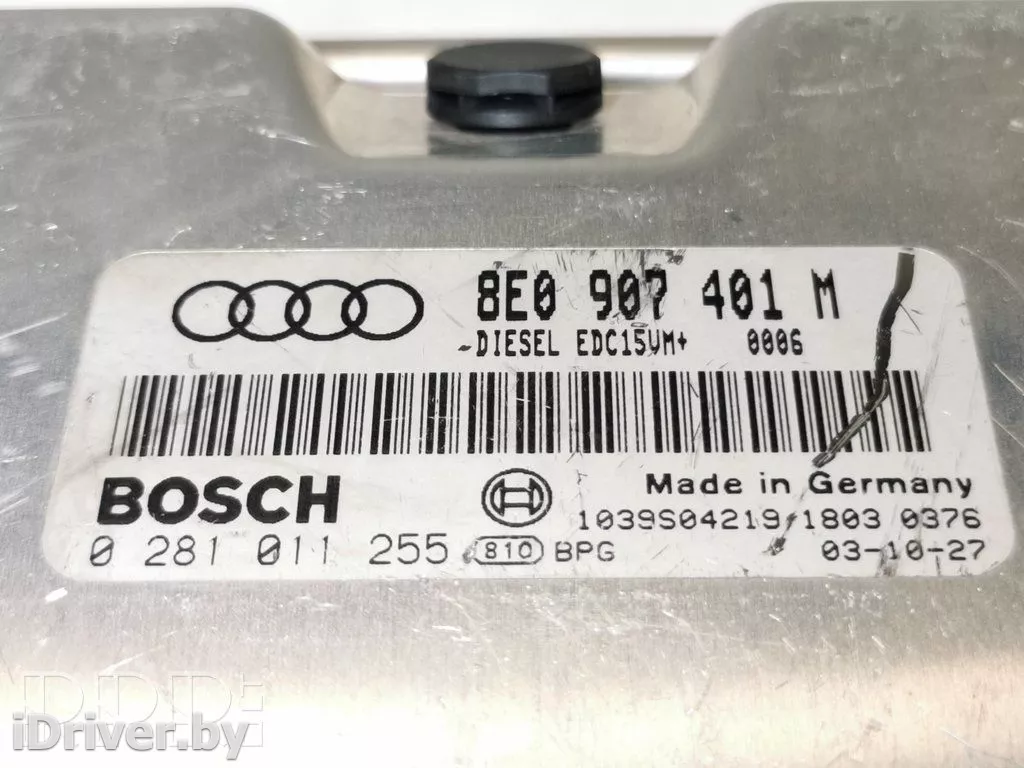 8E0 907 401 M
-DIESEL EDC15VM+ 0006
BOSCH
Made in Germany
1039S04219 1803 0376
0 281 011 255 810 BPG 03-10-27
iDriver.by